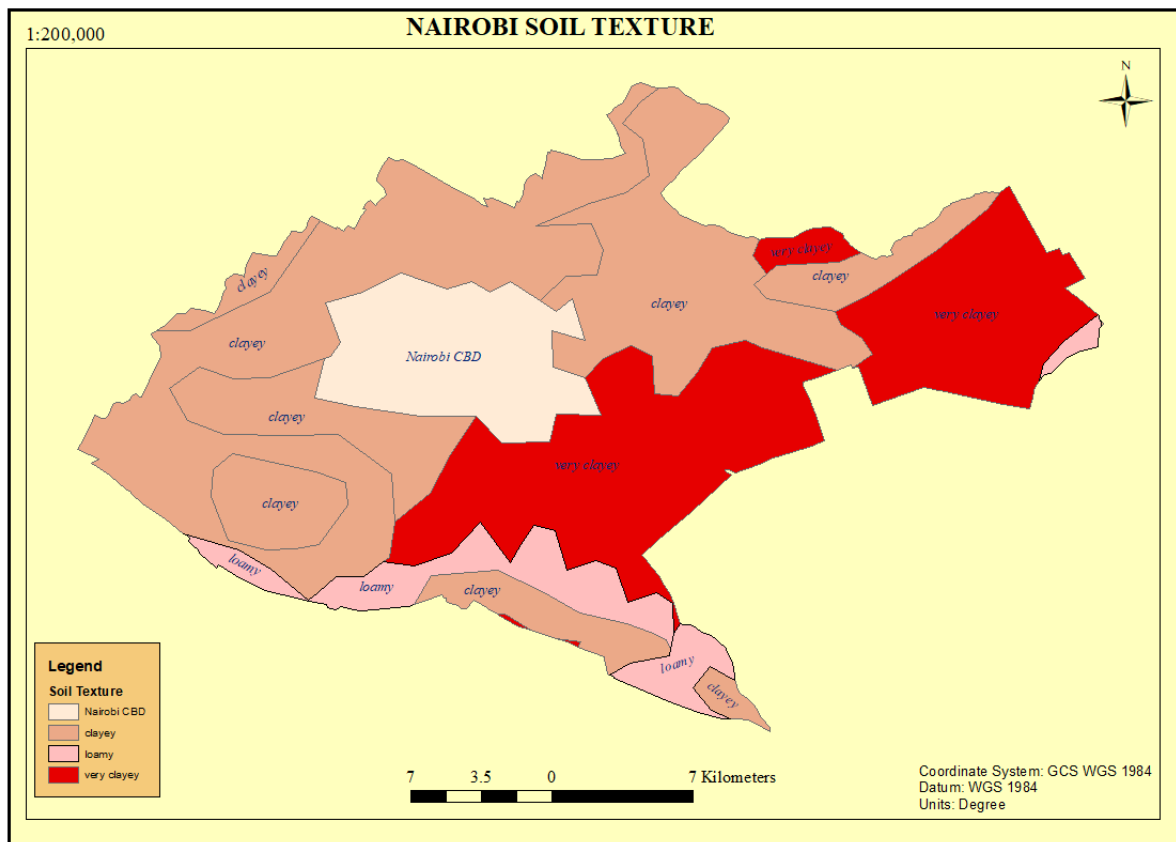 NAIROBI SOIL TEXTURE
1:200,000
N
very clayey
clayey
clayey
clayey
very clayey
clayey
Nairobi CBD
clayey
very clayey
clayey
loamy
loamy
clayey
loamy
clayey
Legend
Soil Texture
Nairobi CBD
clayey
loamy
very clayey
7 3.5 0 7 Kilometers
Coordinate System: GCS WGS 1984
Datum: WGS 1984
Units: Degree